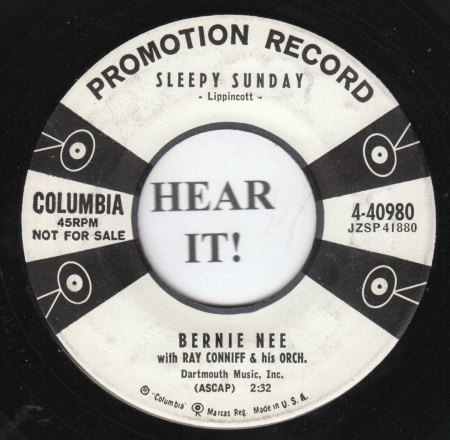 PROMOTION RECORD
SLEEPY SUNDAY
- Lippincott -
COLUMBIA
45RPM
NOT FOR SALE
HEAR
IT!
4-40980
JZSP 41880
BERNIE NEE
with RAY CONNIFF & his ORCH.
Dartmouth Music, Inc.
(ASCAP) 2:32
"Columbia" Marcas Reg. Made in U.S.A.